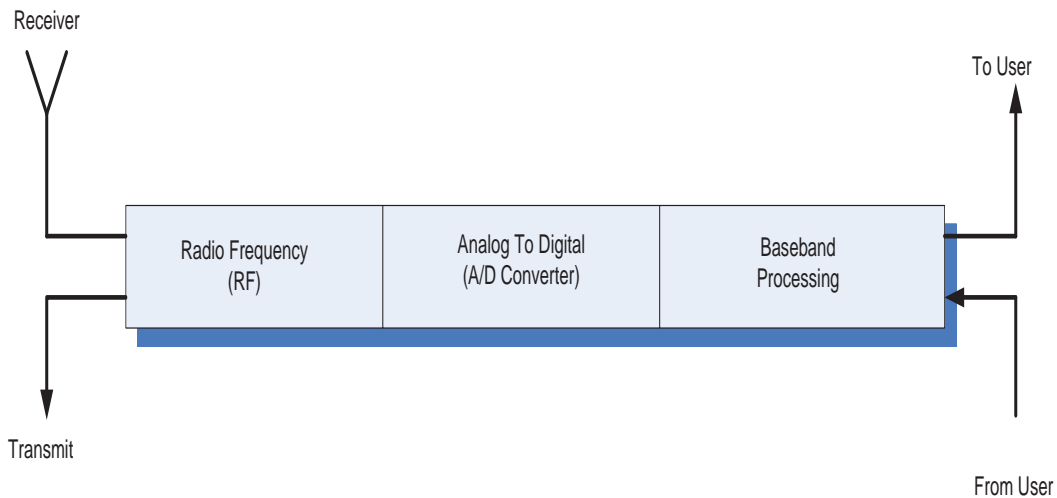 Receiver
To User
Radio Frequency
(RF)
Analog To Digital
(A/D Converter)
Baseband
Processing
Transmit
From User